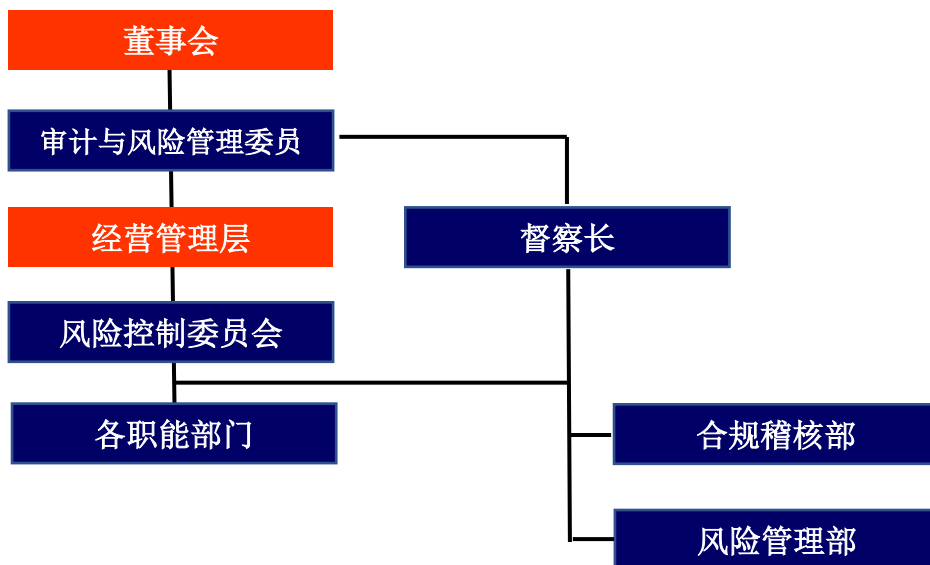 董事会
审计与风险管理委员
经营管理层
督察长
风险控制委员会
各职能部门
合规稽核部
风险管理部